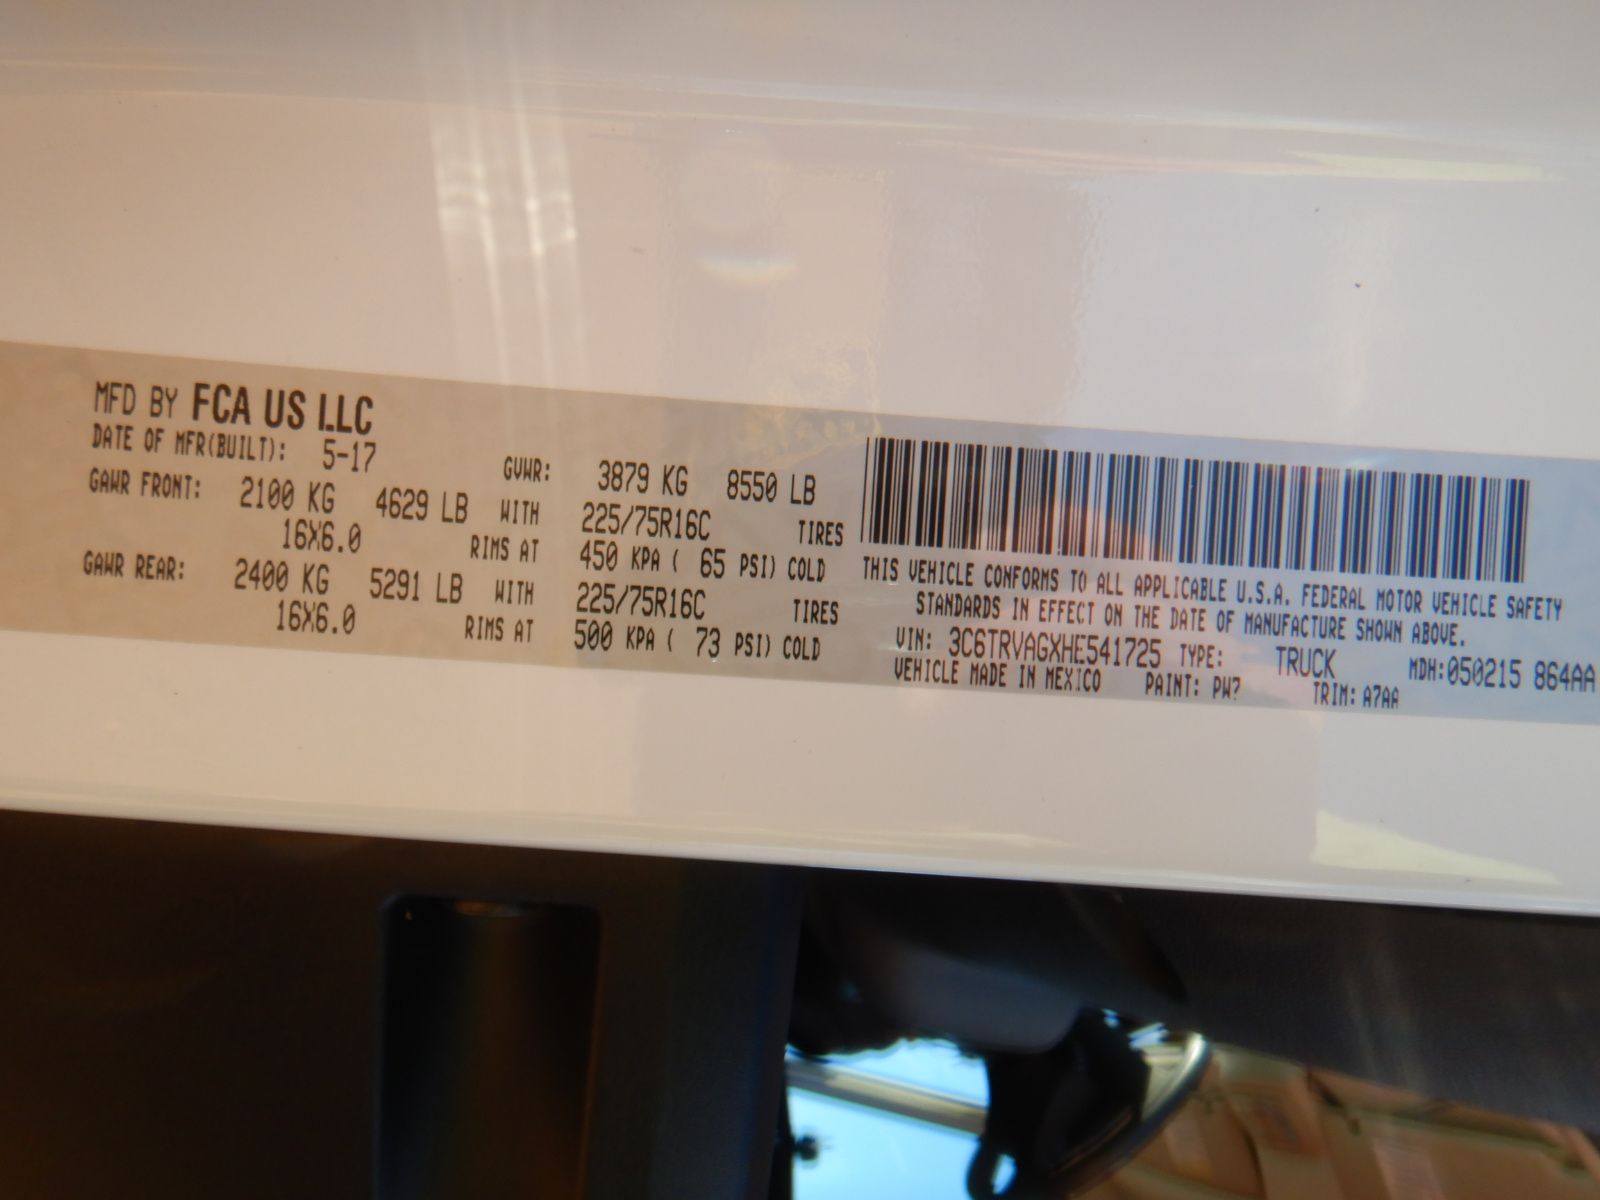 MFD BY FCA US LLC
DATE OF MFR(BUILT): 5-17 GVWR: 3879 KG 8550 LB
GAWR FRONT: 2100 KG 4629 LB WITH 225/75R16C TIRES
16X6.0 RIMS AT 450 KPA ( 65 PSI) COLD
GAWR REAR: 2400 KG 5291 LB WITH 225/75R16C TIRES
16X6.0 RIMS AT 500 KPA ( 73 PSI) COLD
THIS VEHICLE CONFORMS TO ALL APPLICABLE U.S.A. FEDERAL MOTOR VEHICLE SAFETY
STANDARDS IN EFFECT ON THE DATE OF MANUFACTURE SHOWN ABOVE.
VIN: 3C6TRVAGXHE541725 TYPE: TRUCK MDH:050215 864AA
VEHICLE MADE IN MEXICO PAINT: PW7 TRIM: A7AA